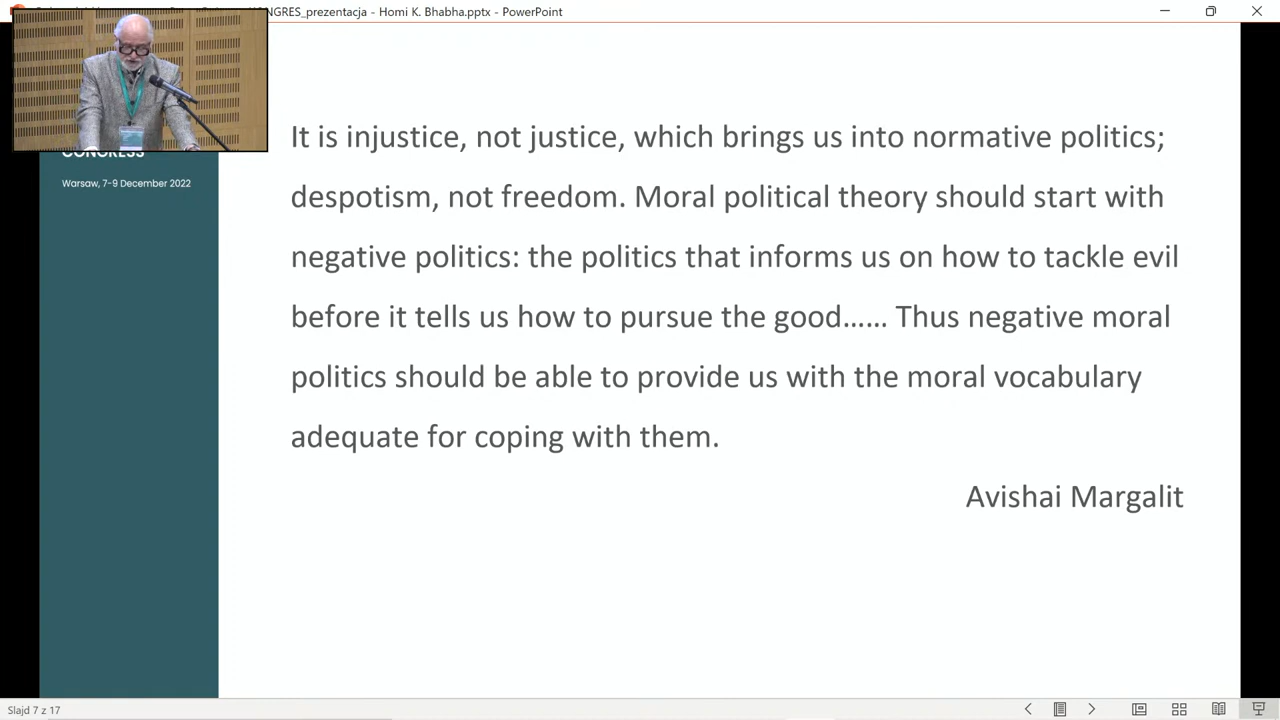 KONGRES_prezentacja - Homi K. Bhabha.pptx - PowerPoint
CONGRESS
Warsaw, 7-9 December 2022
It is injustice, not justice, which brings us into normative politics;
despotism, not freedom. Moral political theory should start with
negative politics: the politics that informs us on how to tackle evil
before it tells us how to pursue the good...... Thus negative moral
politics should be able to provide us with the moral vocabulary
adequate for coping with them.
Avishai Margalit
Slajd 7 z 17